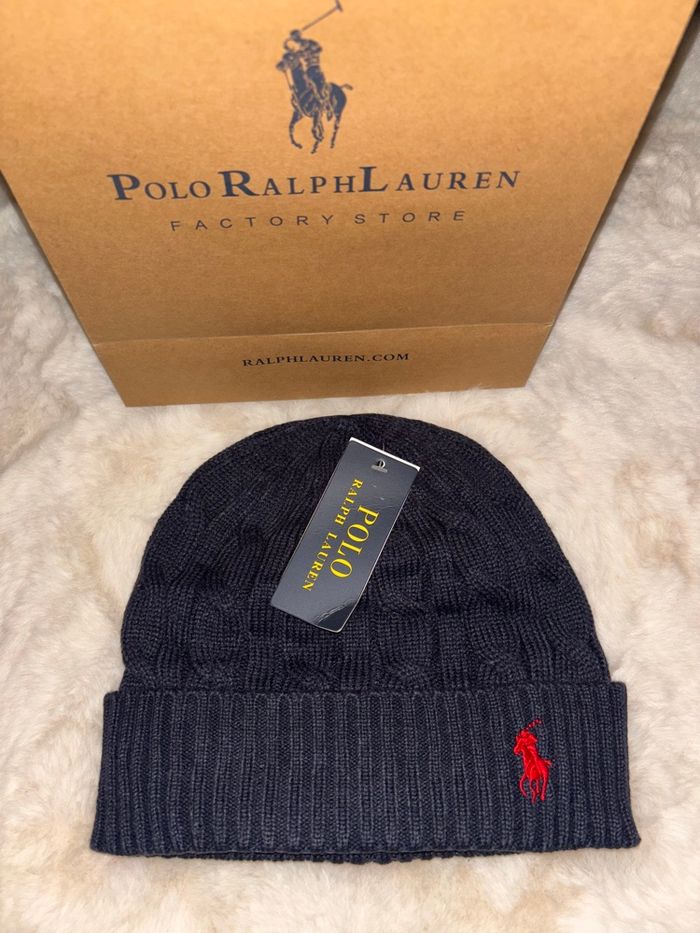 POLO RALPH LAUREN
FACTORY STORE
RALPHLAUREN.COM
POLO
RALPH LAUREN